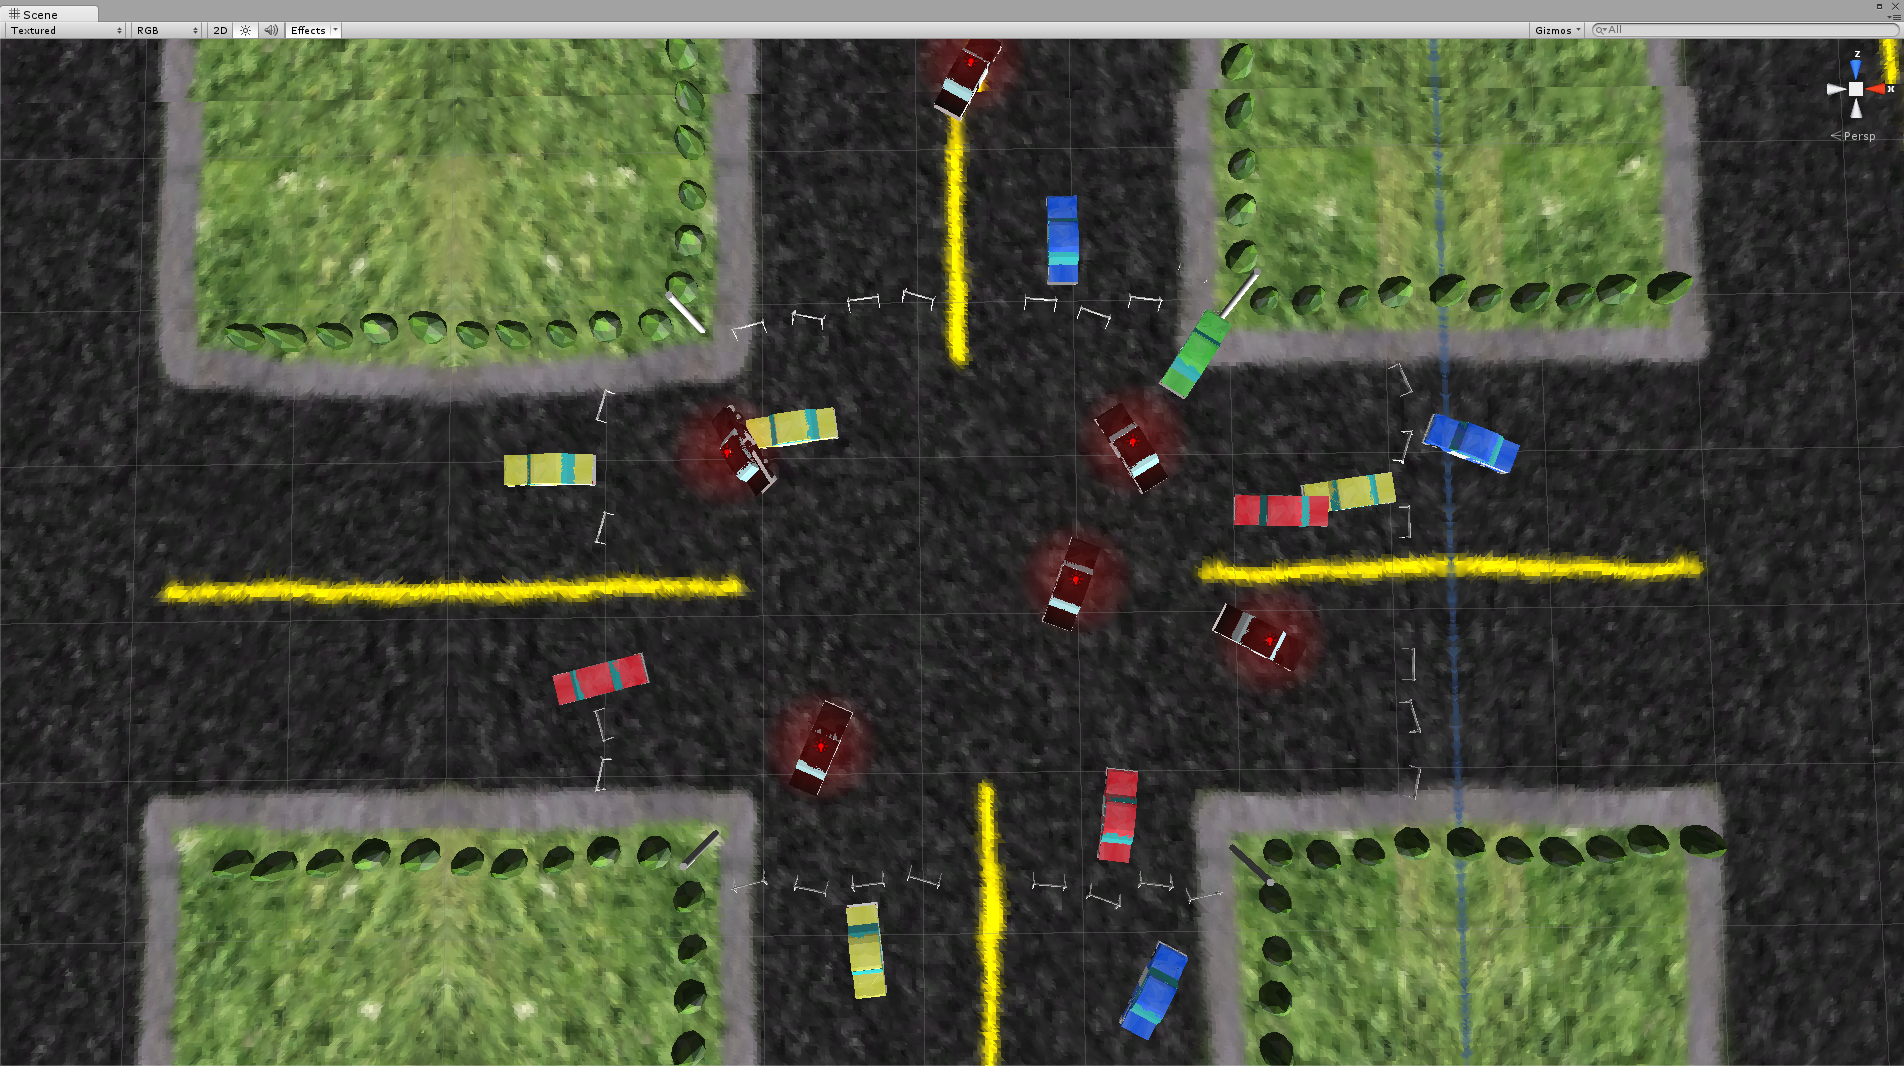 Scene
Textured RGB 2D Effects Gizmos All
z
x
Persp